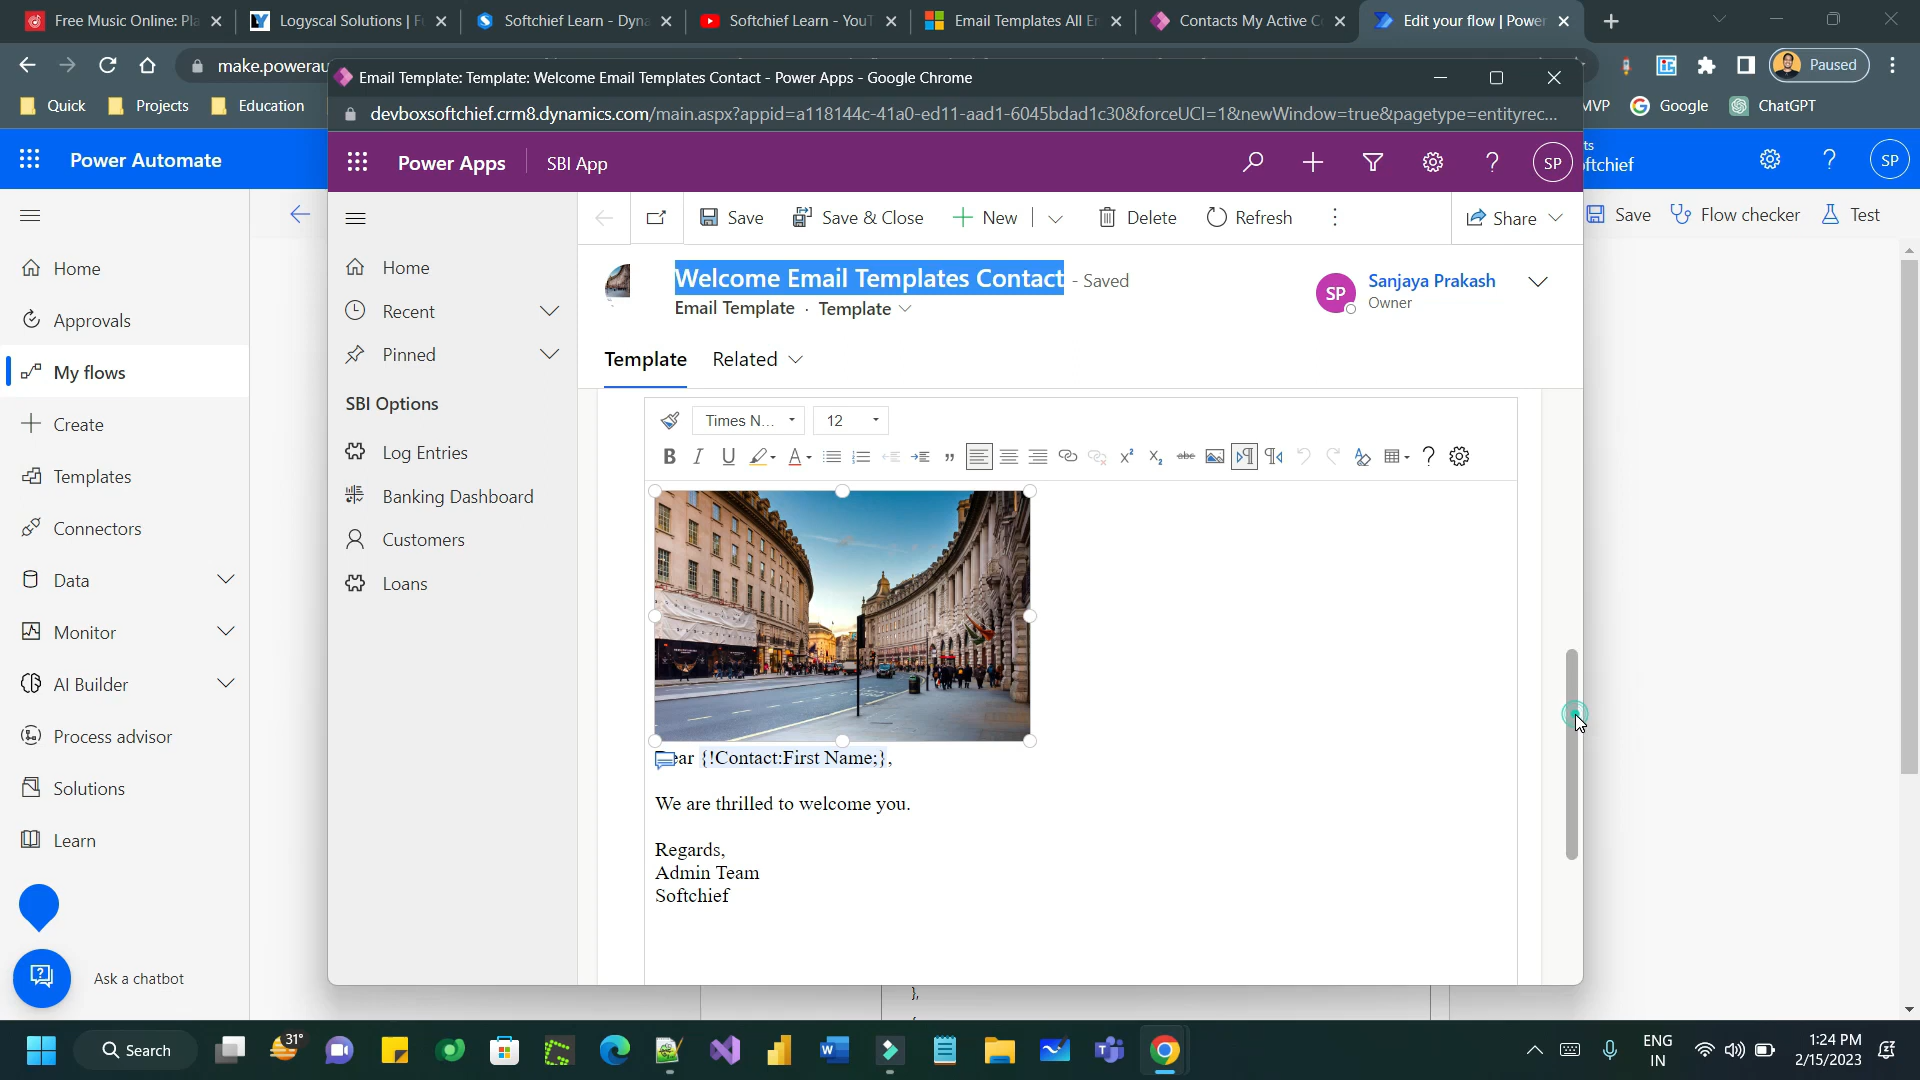 Free Music Online: Pla
Logyscal Solutions | F
Softchief Learn - Dyna
Softchief Learn - YouT
Email Templates All E
Contacts My Active C
Edit your flow | Power
make.powerau
Paused
Quick
Projects
Education
MVP
Google
ChatGPT
Email Template: Template: Welcome Email Templates Contact - Power Apps - Google Chrome
devboxsoftchief.crm8.dynamics.com/main.aspx?appid=a118144c-41a0-ed11-aad1-6045bdad1c30&forceUCI=1&newWindow=true&pagetype=entityrec...
Power Automate
ts
ftchief
SP
Power Apps
SBI App
SP
Save
Save & Close
New
Delete
Refresh
Share
Save
Flow checker
Test
Home
Approvals
My flows
Create
Templates
Connectors
Data
Monitor
AI Builder
Process advisor
Solutions
Learn
Ask a chatbot
Home
Recent
Pinned
SBI Options
Log Entries
Banking Dashboard
Customers
Loans
Welcome Email Templates Contact - Saved
Email Template · Template
SP
Sanjaya Prakash
Owner
Template
Related
Times N...
12
B I U
abc
ear {!Contact:First Name;},
We are thrilled to welcome you.
Regards,
Admin Team
Softchief
},
31°
Search
ENG
IN
1:24 PM
2/15/2023